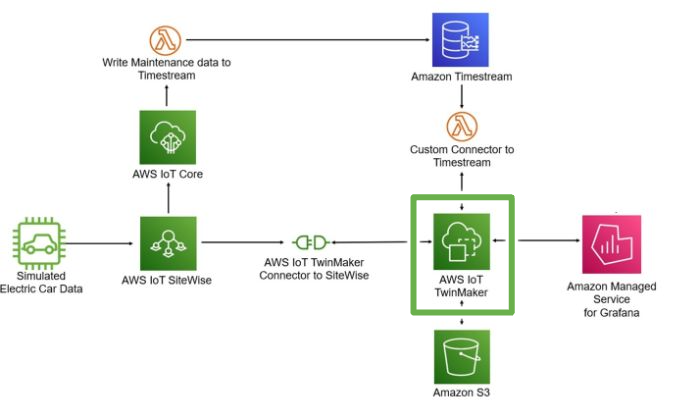 Write Maintenance data to
Timestream
Amazon Timestream
Custom Connector to
Timestream
AWS IoT Core
Simulated
Electric Car Data
AWS IoT SiteWise
AWS IoT TwinMaker
Connector to SiteWise
AWS IoT
TwinMaker
Amazon Managed
Service
for Grafana
Amazon S3